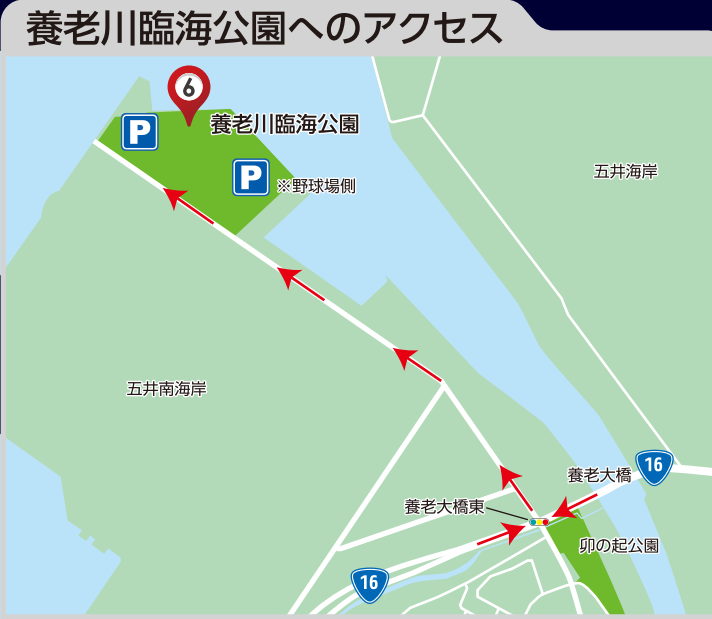 養老川臨海公園へのアクセス
6
P
養老川臨海公園
P
※野球場側
五井海岸
五井南海岸
16
養老大橋
養老大橋東
卯の起公園
16